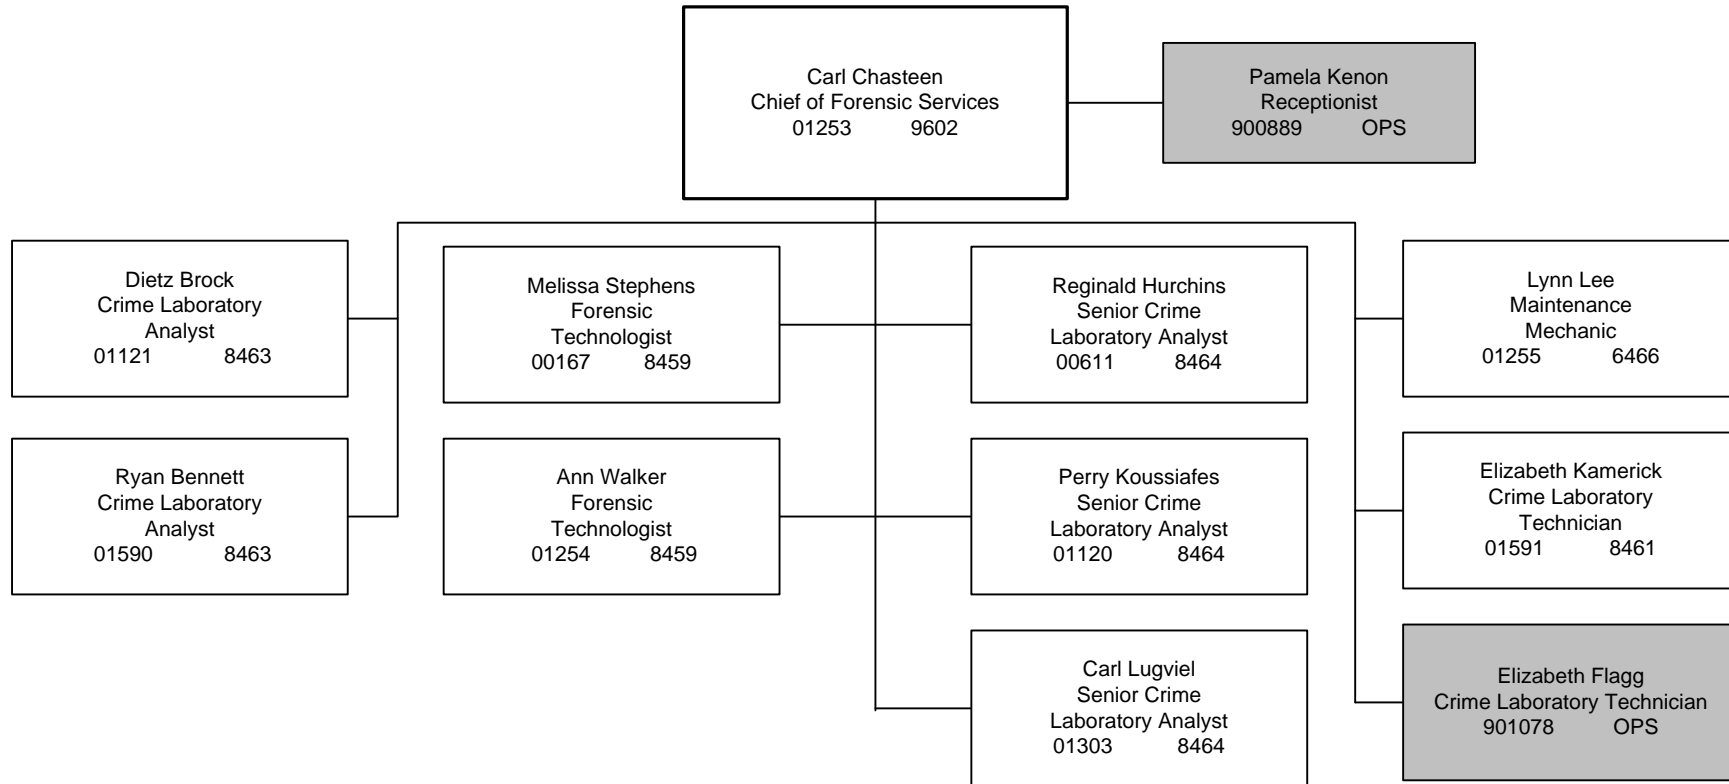 Carl Chasteen
Chief of Forensic Services
01253 9602
Pamela Kenon
Receptionist
900889 OPS
Dietz Brock
Crime Laboratory
Analyst
01121 8463
Melissa Stephens
Forensic
Technologist
00167 8459
Reginald Hurchins
Senior Crime
Laboratory Analyst
00611 8464
Lynn Lee
Maintenance
Mechanic
01255 6466
Ryan Bennett
Crime Laboratory
Analyst
01590 8463
Ann Walker
Forensic
Technologist
01254 8459
Perry Koussiafes
Senior Crime
Laboratory Analyst
01120 8464
Elizabeth Kamerick
Crime Laboratory
Technician
01591 8461
Carl Lugviel
Senior Crime
Laboratory Analyst
01303 8464
Elizabeth Flagg
Crime Laboratory Technician
901078 OPS